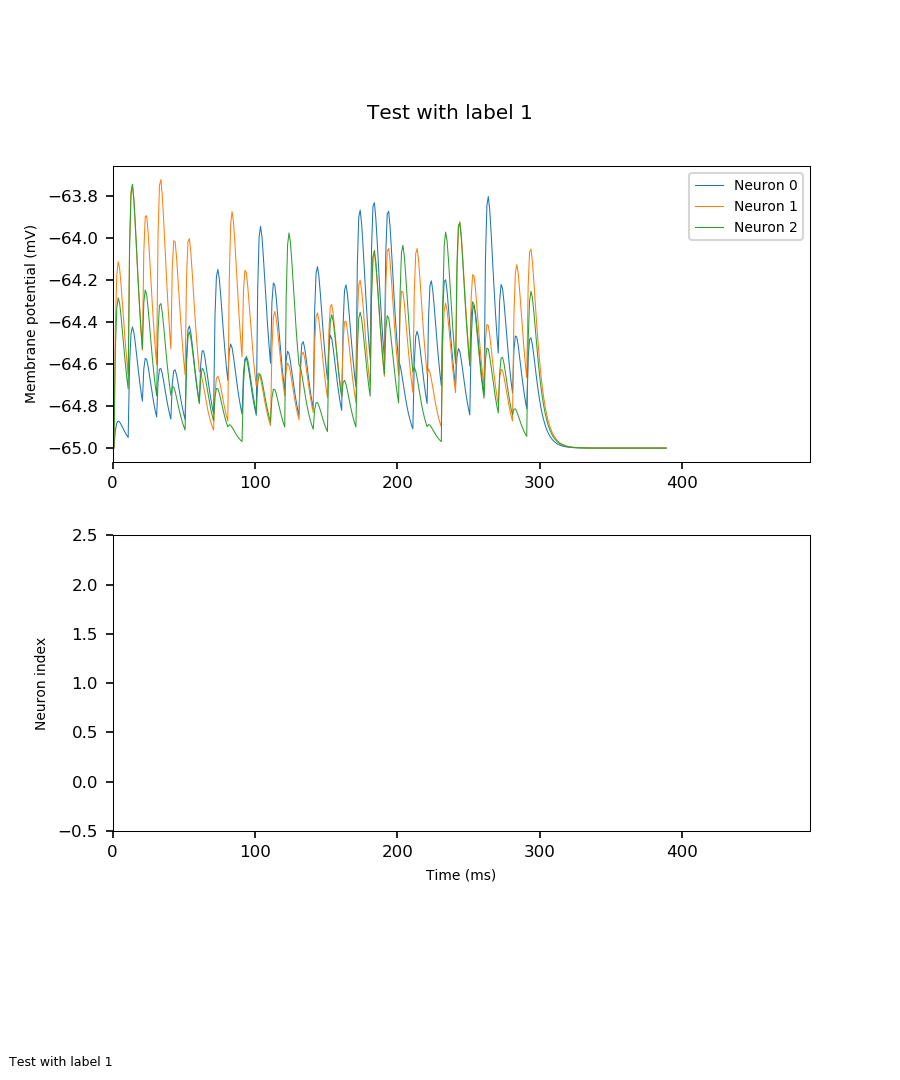 Test with label 1
Membrane potential (mV)
−63.8
−64.0
−64.2
−64.4
−64.6
−64.8
−65.0
Neuron 0
Neuron 1
Neuron 2
0 100 200 300 400
Neuron index
2.5
2.0
1.5
1.0
0.5
0.0
−0.5
0 100 200 300 400
Time (ms)
Test with label 1